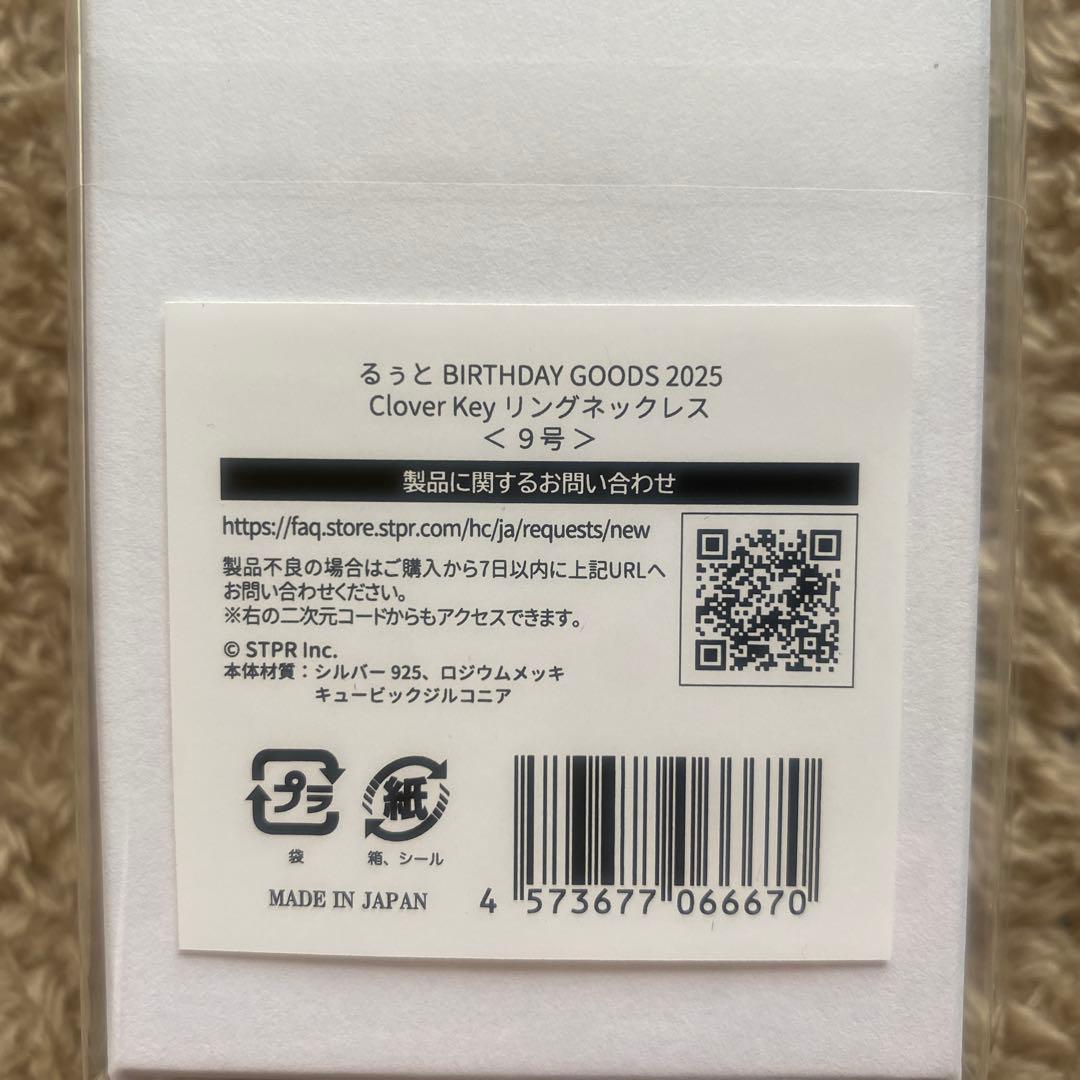 るぅと BIRTHDAY GOODS 2025
Clover Key リングネックレス
＜９号＞
製品に関するお問い合わせ
https://faq.store.stpr.com/hc/ja/requests/new
製品不良の場合はご購入から7日以内に上記URLへ
お問い合わせください。
※右の二次元コードからもアクセスできます。
© STPR Inc.
本体材質：シルバー 925、ロジウムメッキ
キュービックジルコニア
プラ
紙
袋
箱、シール
MADE IN JAPAN
4 573677 066670